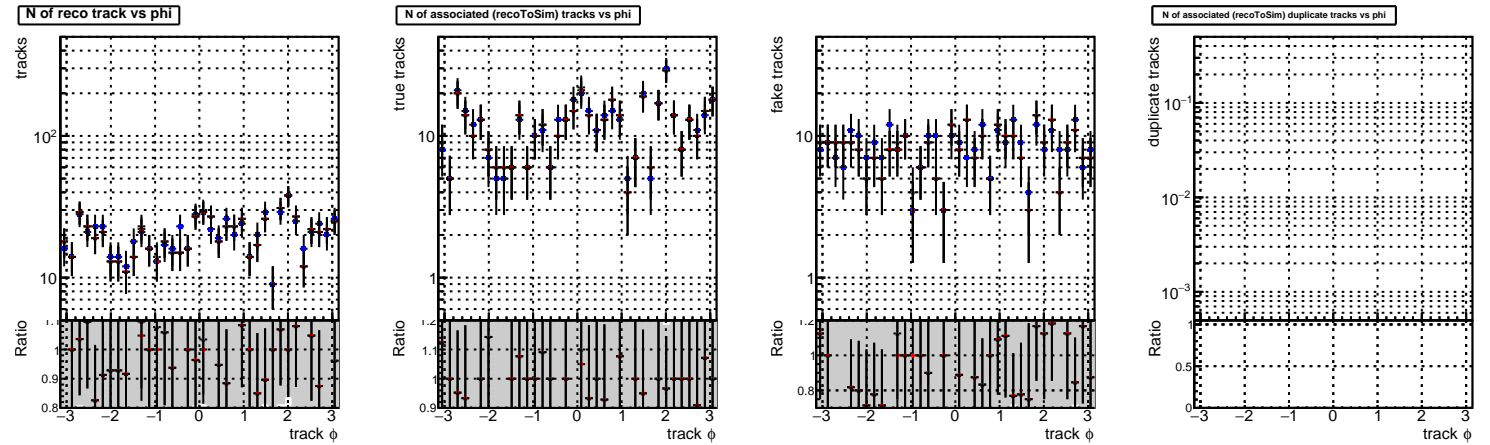 N of reco track vs phi
tracks
10²
10
Ratio
1.1
1
0.9
0.8
−3 −2 −1 0 1 2 3
track ϕ
N of associated (recoToSim) tracks vs phi
true tracks
10
1
Ratio
1.2
1.1
1
0.9
−3 −2 −1 0 1 2 3
track ϕ
fake tracks
10
1
Ratio
1.2
1
0.8
−3 −2 −1 0 1 2 3
track ϕ
N of associated (recoToSim) duplicate tracks vs phi
duplicate tracks
10⁻¹
10⁻²
10⁻³
Ratio
1
0.5
0
−3 −2 −1 0 1 2 3
track ϕ